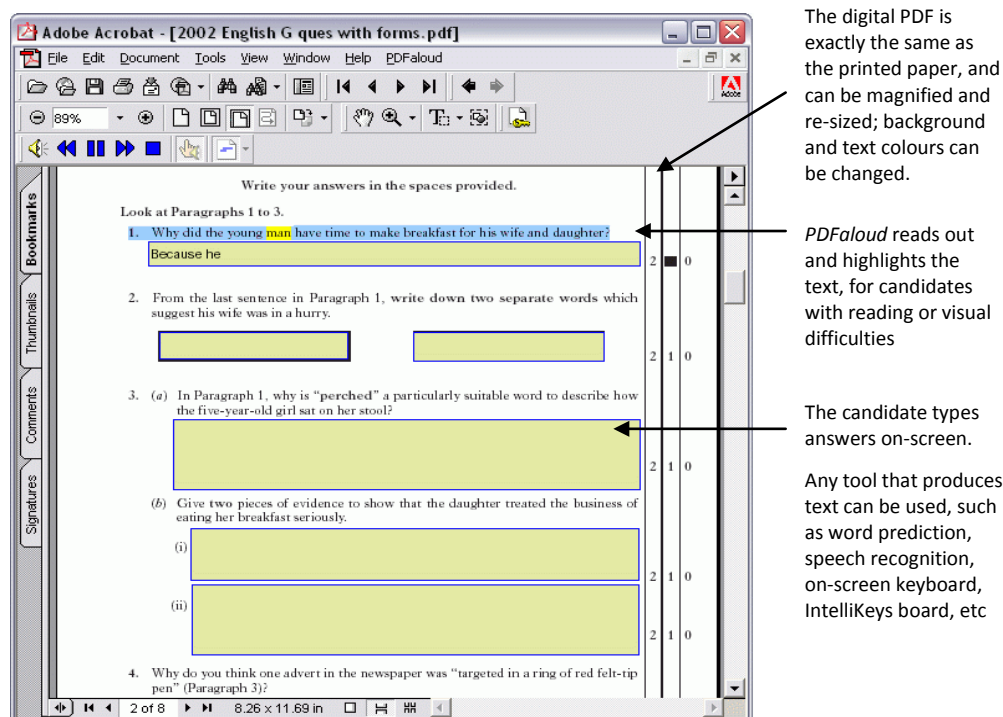 Adobe Acrobat - [2002 English G ques with forms.pdf]
File Edit Document Tools View Window Help PDFaloud
Adobe
89%
Bookmarks
Thumbnails
Comments
Signatures
Write your answers in the spaces provided.
Look at Paragraphs 1 to 3.
1. Why did the young man have time to make breakfast for his wife and daughter?
Because he
2 0
2. From the last sentence in Paragraph 1, write down two separate words which
suggest his wife was in a hurry.
2 1 0
3. (a) In Paragraph 1, why is “perched” a particularly suitable word to describe how
the five-year-old girl sat on her stool?
2 1 0
(b) Give two pieces of evidence to show that the daughter treated the business of
eating her breakfast seriously.
(i)
2 1 0
(ii)
2 1 0
4. Why do you think one advert in the newspaper was “targeted in a ring of red felt-tip
pen” (Paragraph 3)?
2 of 8 8.26 x 11.69 in
The digital PDF is
exactly the same as
the printed paper, and
can be magnified and
re-sized; background
and text colours can
be changed.
PDFaloud reads out
and highlights the
text, for candidates
with reading or visual
difficulties
The candidate types
answers on-screen.
Any tool that produces
text can be used, such
as word prediction,
speech recognition,
on-screen keyboard,
IntelliKeys board, etc